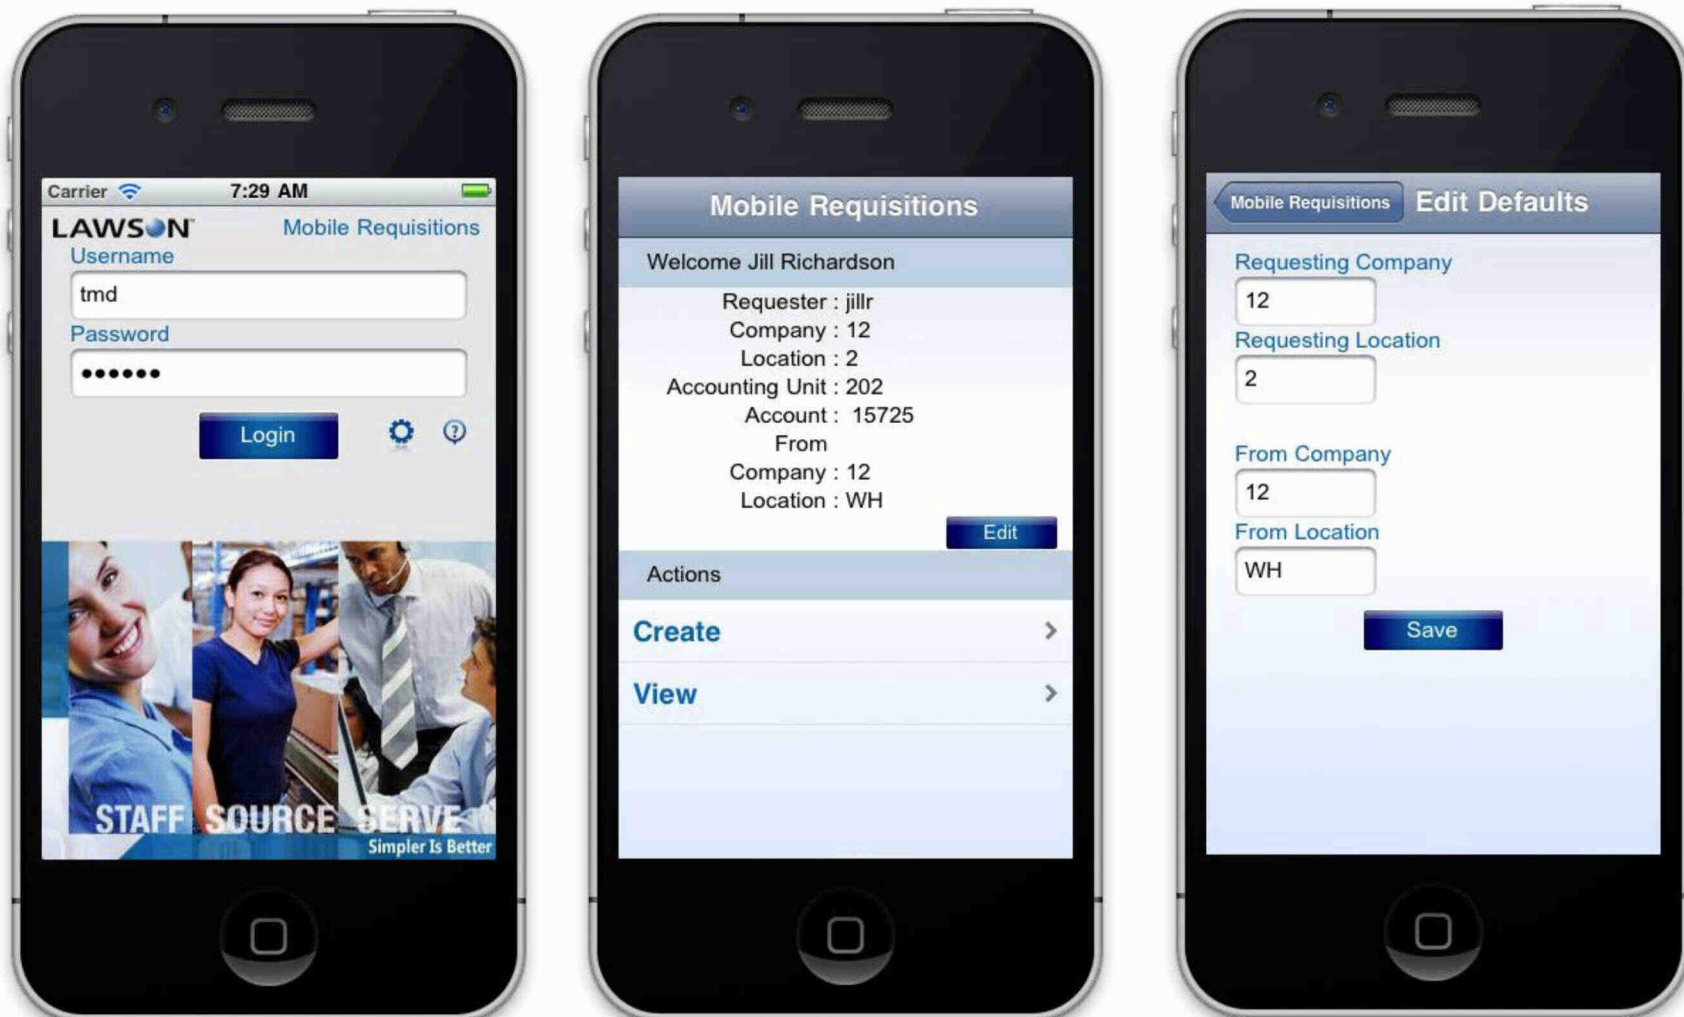 Carrier 7:29 AM
LAWSON™ Mobile Requisitions
Username
tmd
Password
••••••
Login
STAFF SOURCE SERVE
Simpler Is Better
Mobile Requisitions
Welcome Jill Richardson
Requester : jillr
Company : 12
Location : 2
Accounting Unit : 202
Account : 15725
From
Company : 12
Location : WH
Edit
Actions
Create
View
Mobile Requisitions Edit Defaults
Requesting Company
12
Requesting Location
2
From Company
12
From Location
WH
Save